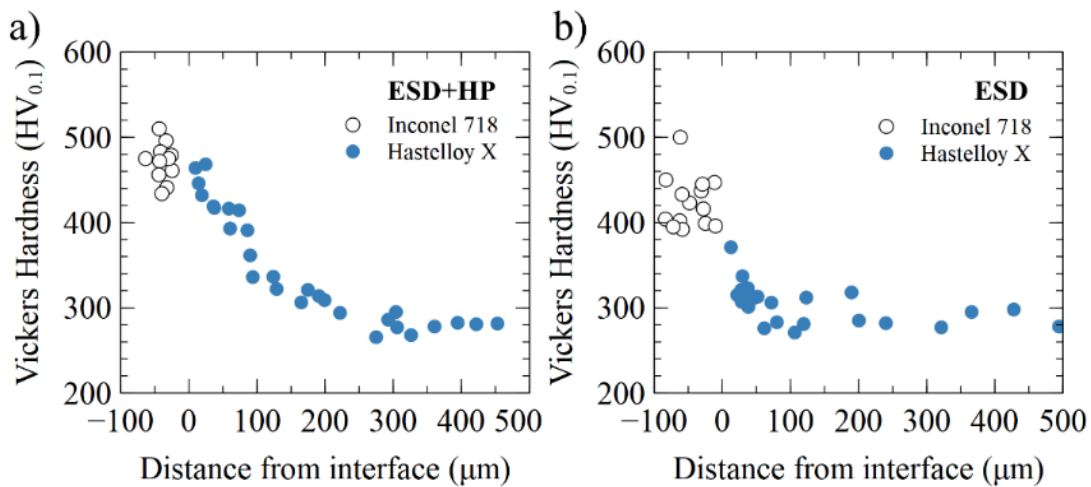 a)
Vickers Hardness (HV0.1)
600
500
400
300
200
ESD+HP
Inconel 718
Hastelloy X
−100 0 100 200 300 400 500
Distance from interface (μm)
b)
Vickers Hardness (HV0.1)
600
500
400
300
200
ESD
Inconel 718
Hastelloy X
−100 0 100 200 300 400 500
Distance from interface (μm)